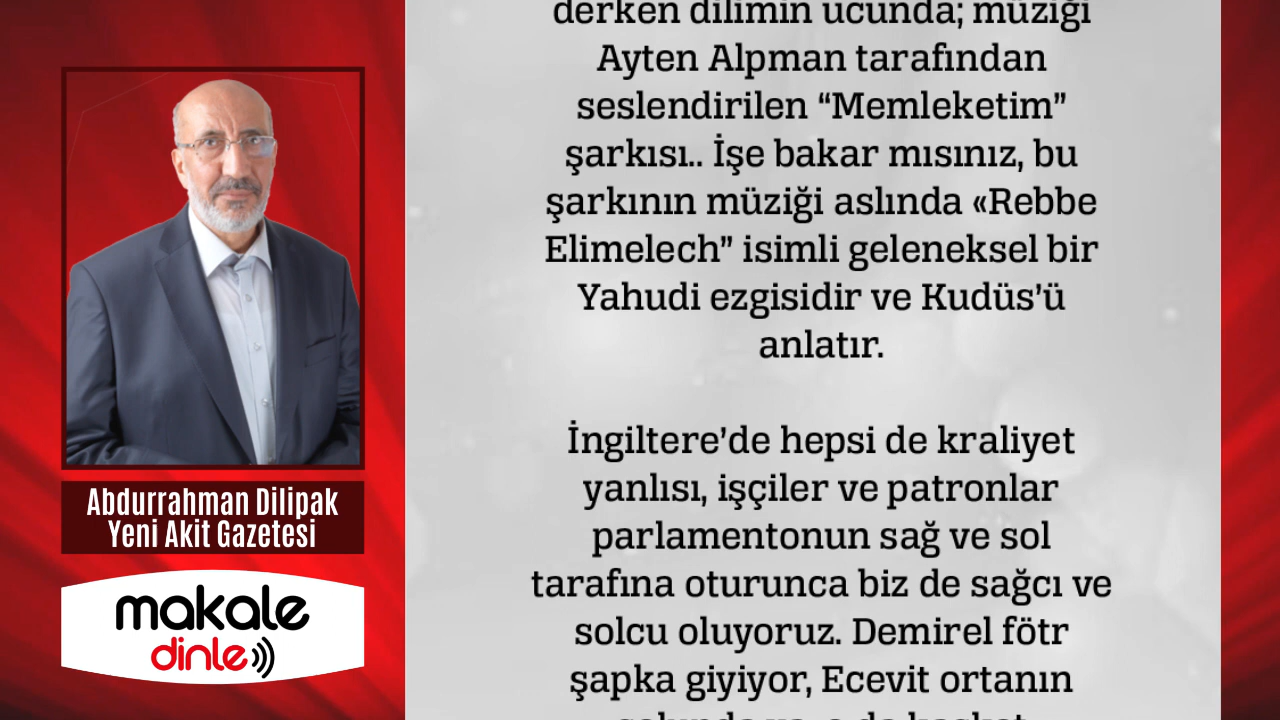 derken dilimin ucunda; müziği
Ayten Alpman tarafından
seslendirilen “Memleketim”
şarkısı.. İşe bakar mısınız, bu
şarkının müziği aslında «Rebbe
Elimelech” isimli geleneksel bir
Yahudi ezgisidir ve Kudüs’ü
anlatır.
İngiltere’de hepsi de kraliyet
yanlısı, işçiler ve patronlar
parlamentonun sağ ve sol
tarafına oturunca biz de sağcı ve
solcu oluyoruz. Demirel fötr
şapka giyiyor, Ecevit ortanın
Abdurrahman Dilipak
Yeni Akit Gazetesi
makale
dinle